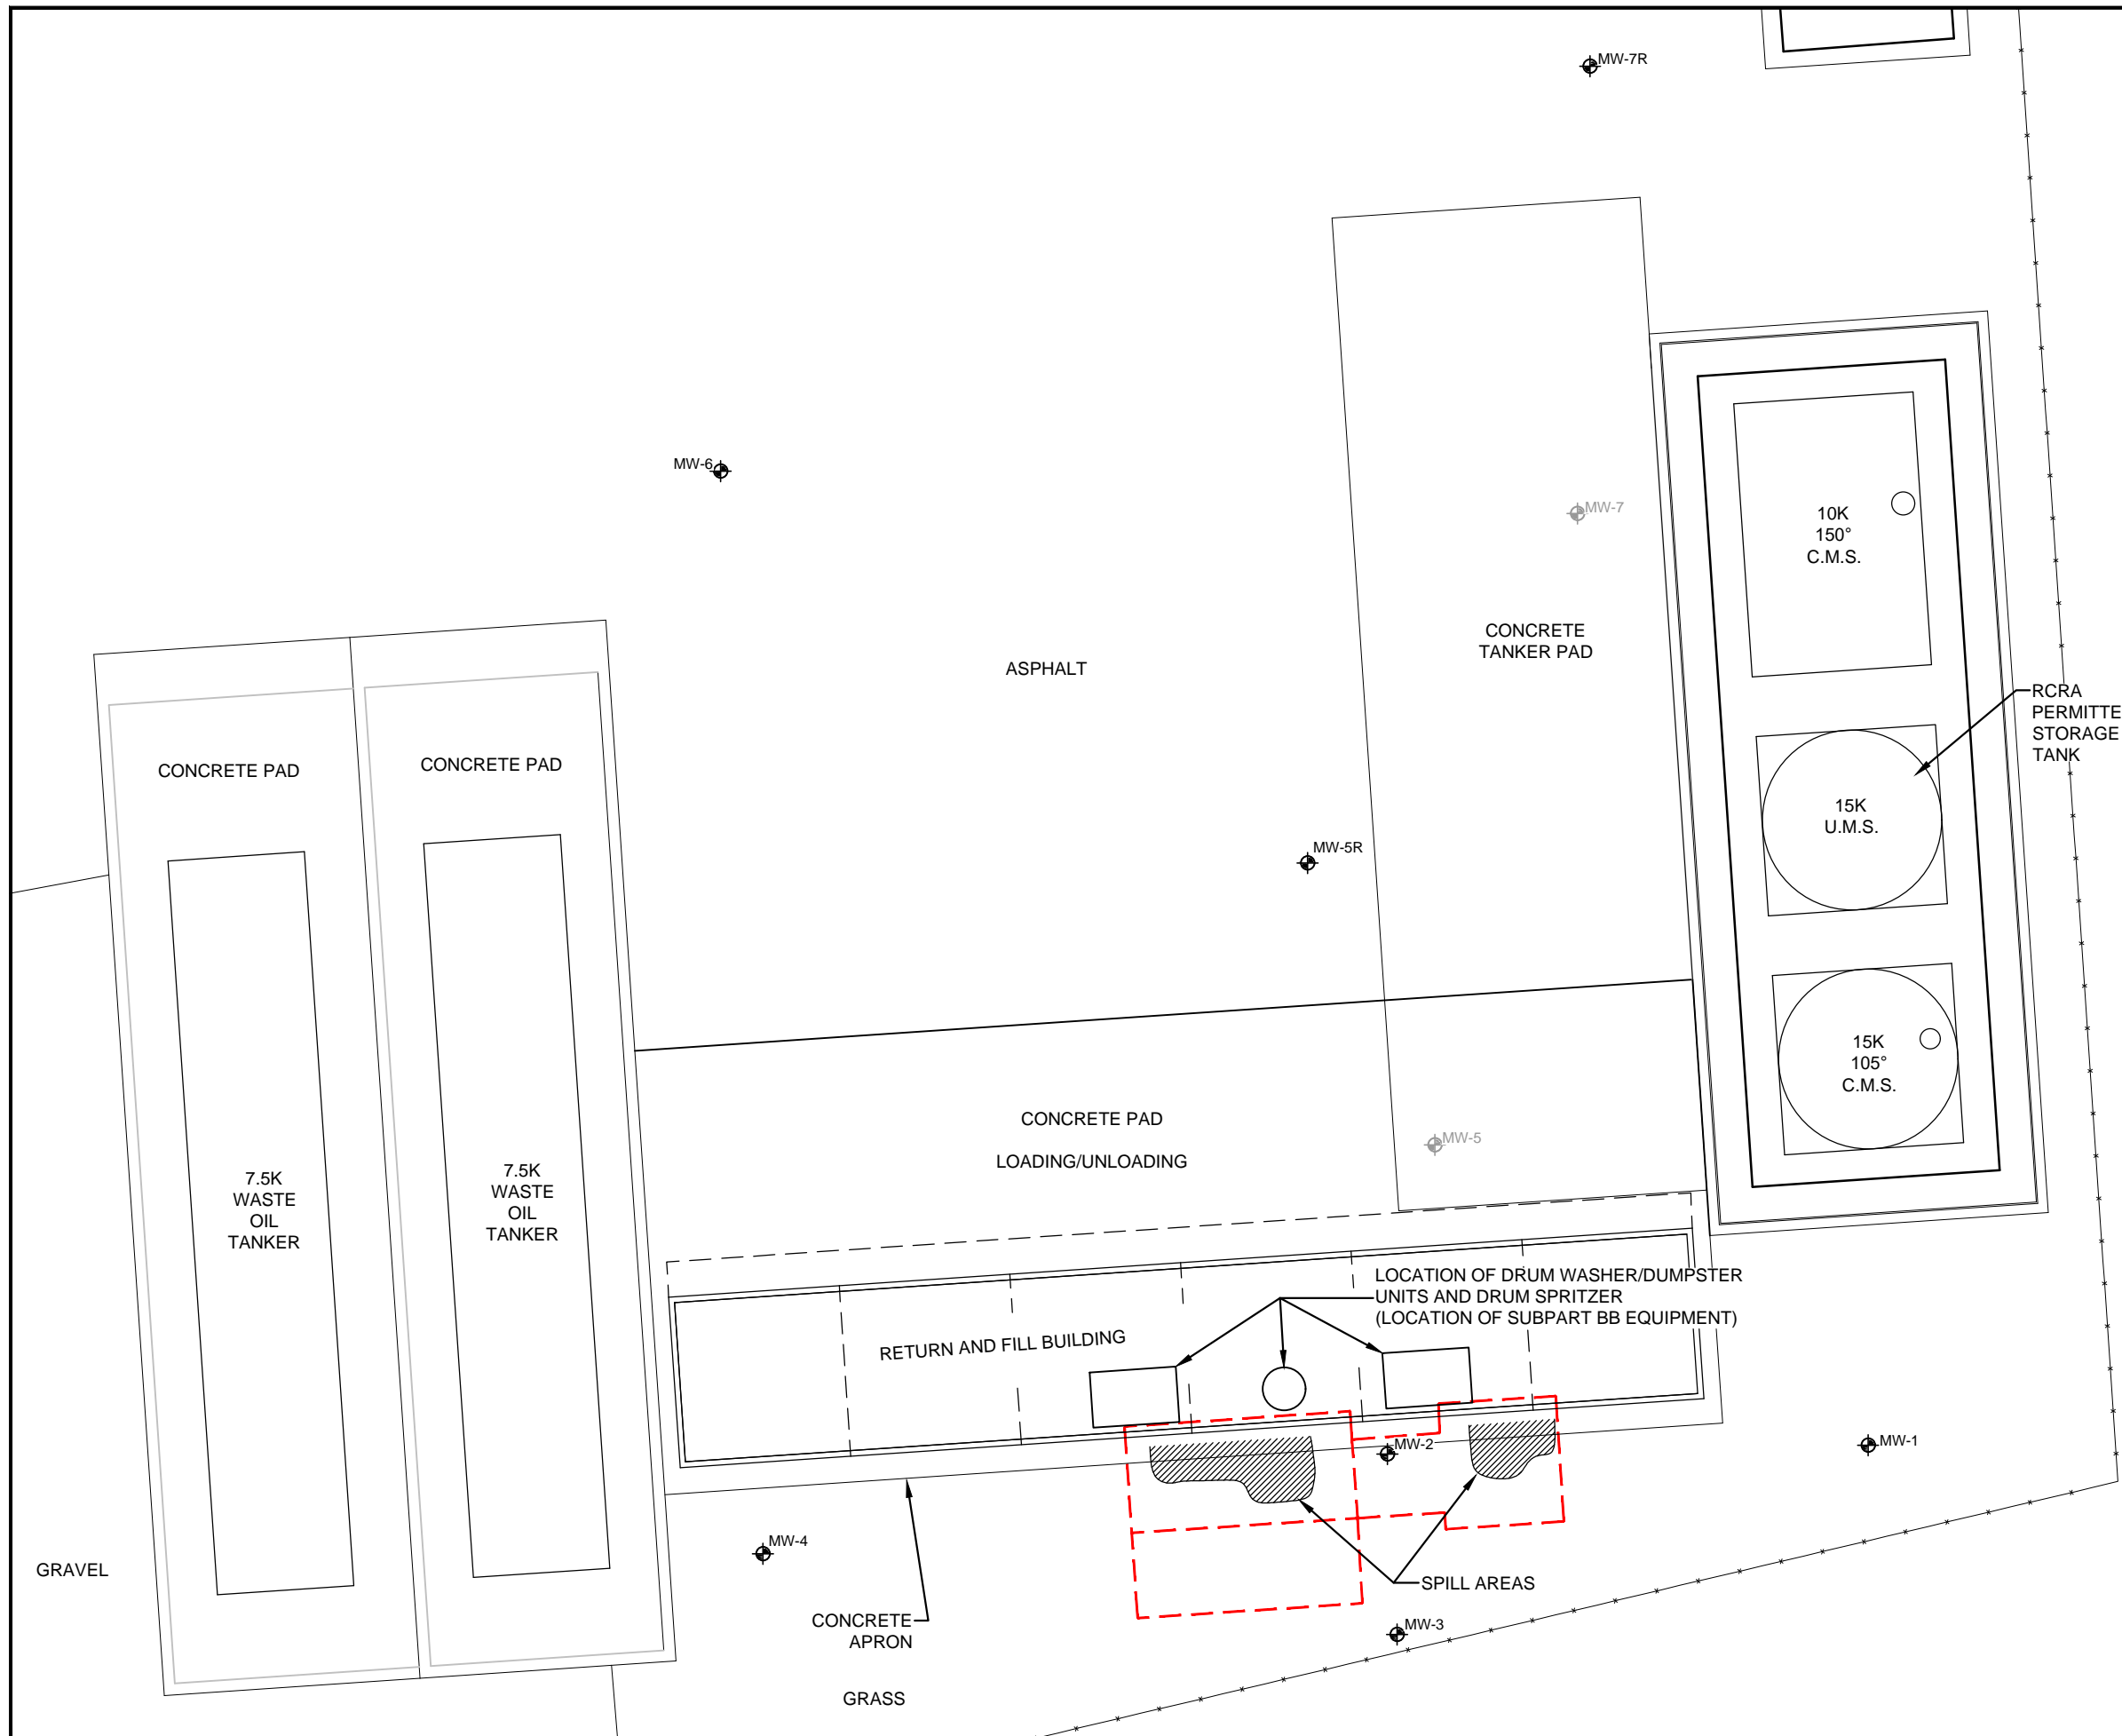 MW-7R
MW-6
MW-7
10K
150°
C.M.S.
CONCRETE
TANKER PAD
ASPHALT
RCRA
PERMITTE
STORAGE
TANK
CONCRETE PAD
CONCRETE PAD
15K
U.M.S.
MW-5R
15K
105°
C.M.S.
CONCRETE PAD
LOADING/UNLOADING
MW-5
7.5K
WASTE
OIL
TANKER
7.5K
WASTE
OIL
TANKER
LOCATION OF DRUM WASHER/DUMPSTER
UNITS AND DRUM SPRITZER
(LOCATION OF SUBPART BB EQUIPMENT)
RETURN AND FILL BUILDING
MW-2
MW-1
MW-4
GRAVEL
SPILL AREAS
CONCRETE
APRON
MW-3
GRASS